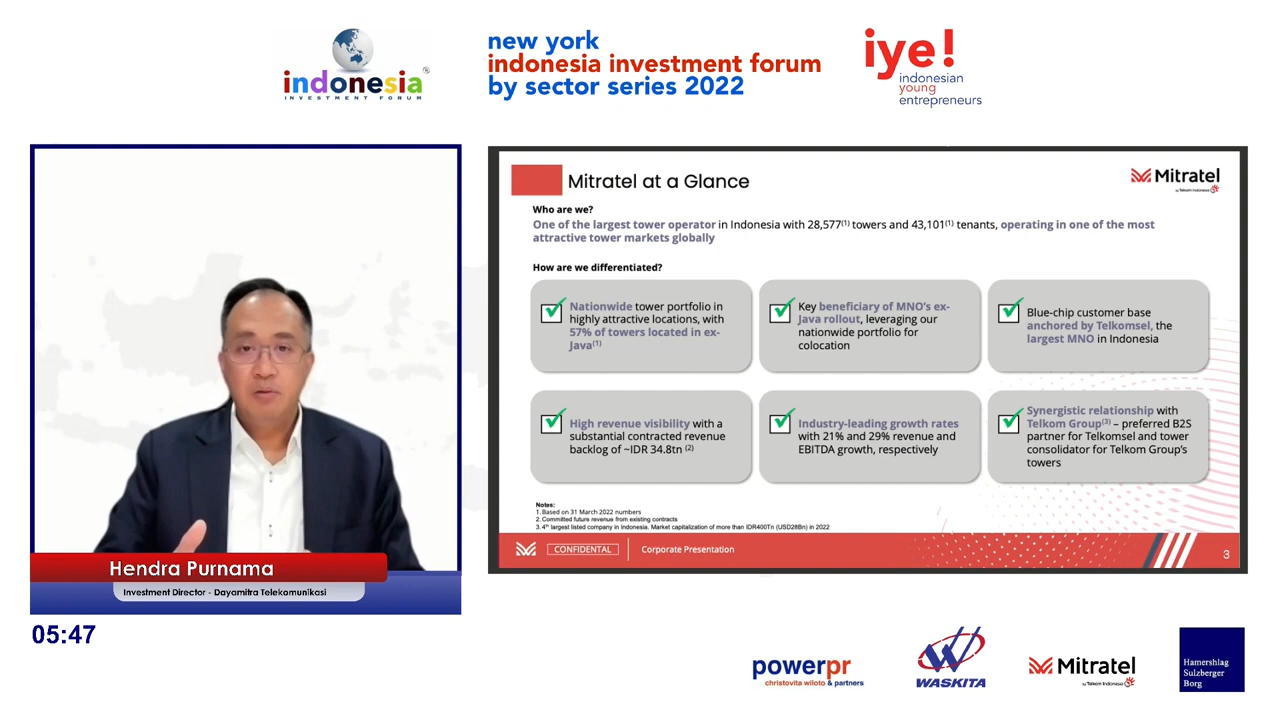 indonesia
INVESTMENT FORUM
new york
indonesia investment forum
by sector series 2022
iye!
indonesian
young
entrepreneurs
Mitratel at a Glance
Mitratel
by Telkom Indonesia
Who are we?
One of the largest tower operator in Indonesia with 28,577(1) towers and 43,101(1) tenants, operating in one of the most
attractive tower markets globally
How are we differentiated?
Nationwide tower portfolio in
highly attractive locations, with
57% of towers located in ex-
Java(1)
Key beneficiary of MNO's ex-
Java rollout, leveraging our
nationwide portfolio for
colocation
Blue-chip customer base
anchored by Telkomsel, the
largest MNO in Indonesia
High revenue visibility with a
substantial contracted revenue
backlog of ~IDR 34.8tn (2)
Industry-leading growth rates
with 21% and 29% revenue and
EBITDA growth, respectively
Synergistic relationship with
Telkom Group(3) – preferred B2S
partner for Telkomsel and tower
consolidator for Telkom Group's
towers
Notes:
1. Based on 31 March 2022 numbers
2. Committed future revenue from existing contracts
3. 4th largest listed company in Indonesia. Market capitalization of more than IDR400Tn (USD28Bn) in 2022
CONFIDENTAL
Corporate Presentation
3
Hendra Purnama
Investment Director - Dayamitra Telekomunikasi
05:47
powerpr
christovita wiloto & partners
WASKITA
Mitratel
by Telkom Indonesia
Hamershlag
Sulzberger
Borg